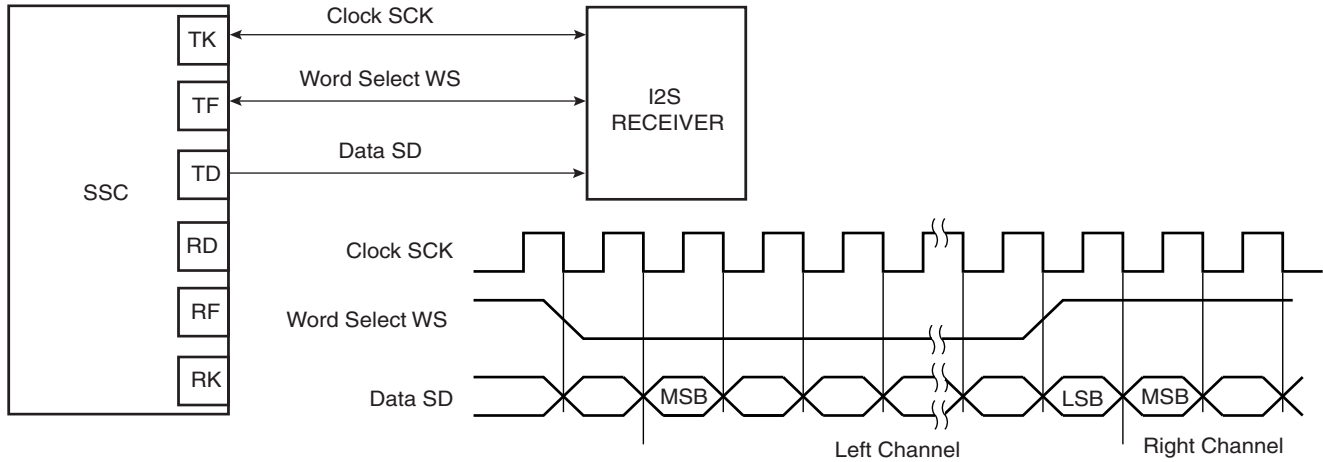 SSC
TK
TF
TD
RD
RF
RK
Clock SCK
Word Select WS
Data SD
I2S
RECEIVER
Clock SCK
Word Select WS
Data SD
MSB
LSB
MSB
Left Channel
Right Channel